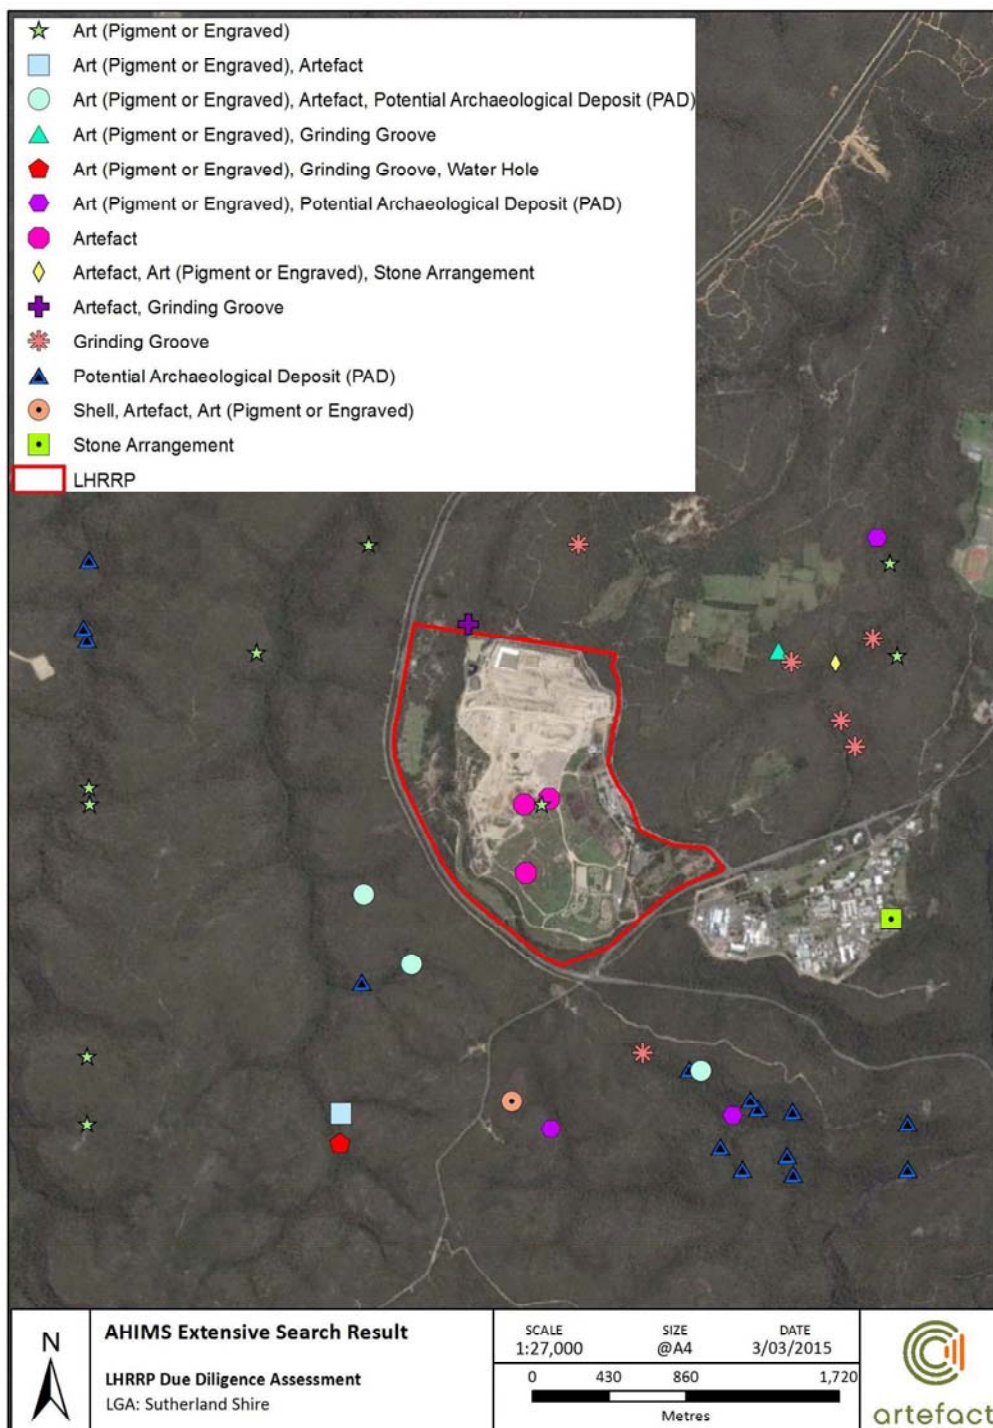 Art (Pigment or Engraved)
Art (Pigment or Engraved), Artefact
Art (Pigment or Engraved), Artefact, Potential Archaeological Deposit (PAD)
Art (Pigment or Engraved), Grinding Groove
Art (Pigment or Engraved), Grinding Groove, Water Hole
Art (Pigment or Engraved), Potential Archaeological Deposit (PAD)
Artefact
Artefact, Art (Pigment or Engraved), Stone Arrangement
Artefact, Grinding Groove
Grinding Groove
Potential Archaeological Deposit (PAD)
Shell, Artefact, Art (Pigment or Engraved)
Stone Arrangement
LHRRP
N
AHIMS Extensive Search Result
LHRRP Due Diligence Assessment
LGA: Sutherland Shire
SCALE SIZE DATE
1:27,000 @A4 3/03/2015
0 430 860 1,720
Metres
artefact